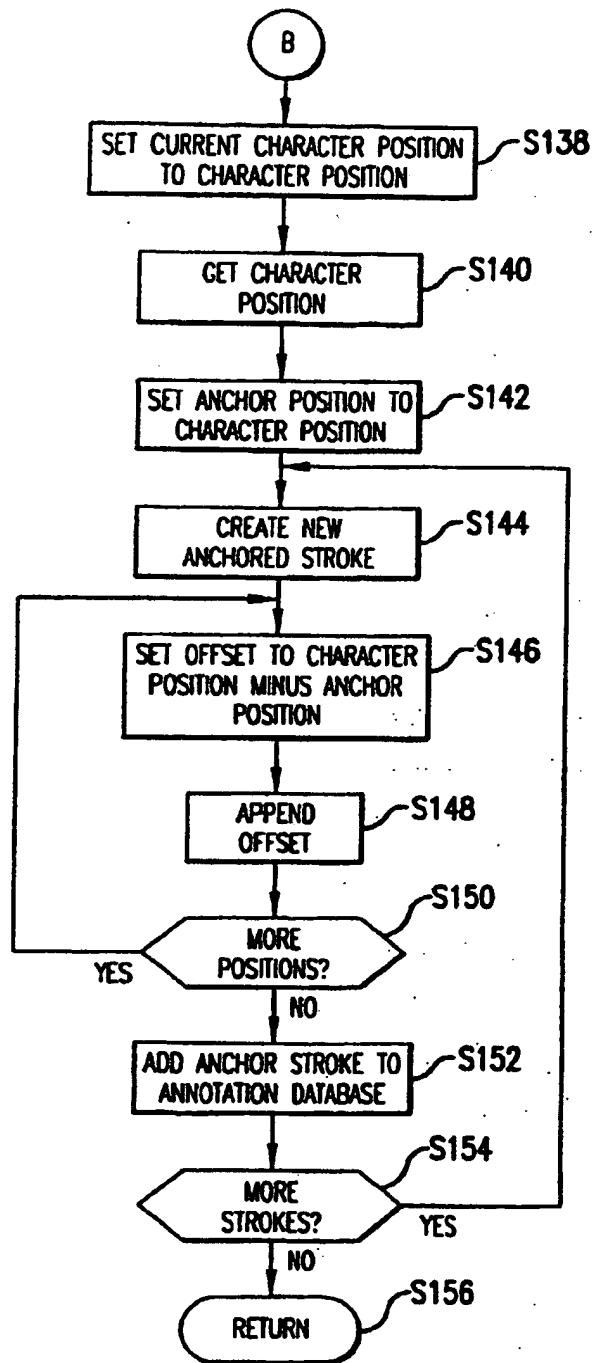 B
SET CURRENT CHARACTER POSITION
TO CHARACTER POSITION
S138
GET CHARACTER
POSITION
S140
SET ANCHOR POSITION TO
CHARACTER POSITION
S142
CREATE NEW
ANCHORED STROKE
S144
SET OFFSET TO CHARACTER
POSITION MINUS ANCHOR
POSITION
S146
APPEND
OFFSET
S148
MORE
POSITIONS?
S150
YES
NO
ADD ANCHOR STROKE TO
ANNOTATION DATABASE
S152
MORE
STROKES?
S154
YES
NO
RETURN
S156